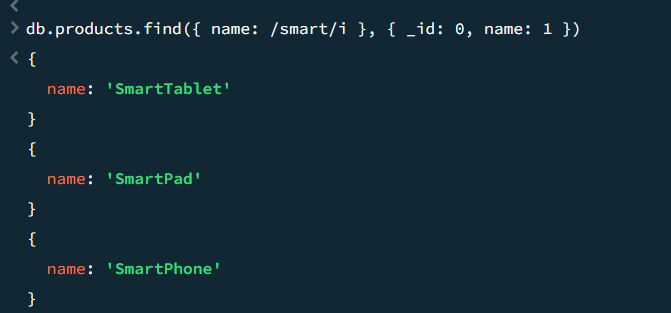 db.products.find({ name: /smart/i }, { _id: 0, name: 1 })
{
name: 'SmartTablet'
}
{
name: 'SmartPad'
}
{
name: 'SmartPhone'
}